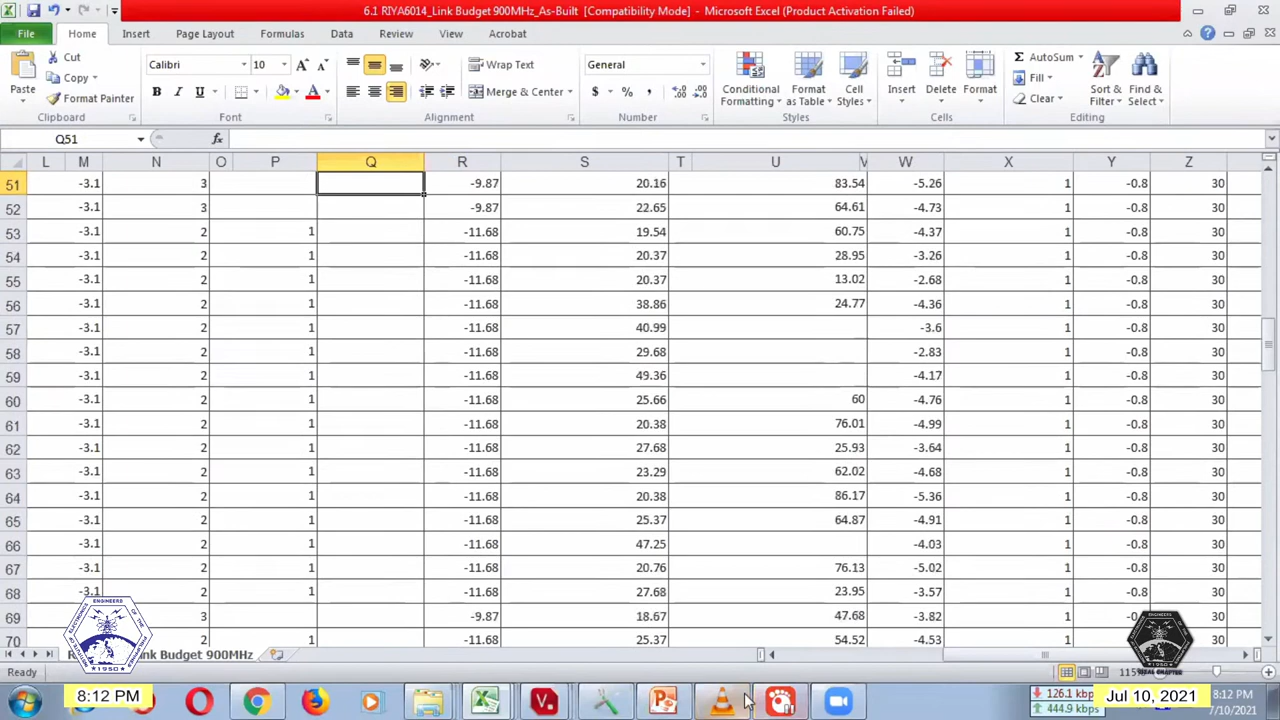 6.1 RIYA6014_Link Budget 900MHz_As-Built [Compatibility Mode] - Microsoft Excel (Product Activation Failed)
File Home Insert Page Layout Formulas Data Review View Acrobat
Cut Calibri 10 Wrap Text General AutoSum
Paste Copy Fill
Format Painter Merge & Center Conditional Formatting Format as Table Cell Styles Insert Delete Format Clear Sort & Filter Find & Select
Clipboard Font Alignment Number Styles Cells Editing
Q51 fx
L M N O P Q R S T U V W X Y Z
51 -3.1 3 -9.87 20.16 83.54 -5.26 1 -0.8 30
52 -3.1 3 -9.87 22.65 64.61 -4.73 1 -0.8 30
53 -3.1 2 1 -11.68 19.54 60.75 -4.37 1 -0.8 30
54 -3.1 2 1 -11.68 20.37 28.95 -3.26 1 -0.8 30
55 -3.1 2 1 -11.68 20.37 13.02 -2.68 1 -0.8 30
56 -3.1 2 1 -11.68 38.86 24.77 -4.36 1 -0.8 30
57 -3.1 2 1 -11.68 40.99 -3.6 1 -0.8 30
58 -3.1 2 1 -11.68 29.68 -2.83 1 -0.8 30
59 -3.1 2 1 -11.68 49.36 -4.17 1 -0.8 30
60 -3.1 2 1 -11.68 25.66 60 -4.76 1 -0.8 30
61 -3.1 2 1 -11.68 20.38 76.01 -4.99 1 -0.8 30
62 -3.1 2 1 -11.68 27.68 25.93 -3.64 1 -0.8 30
63 -3.1 2 1 -11.68 23.29 62.02 -4.68 1 -0.8 30
64 -3.1 2 1 -11.68 20.38 86.17 -5.36 1 -0.8 30
65 -3.1 2 1 -11.68 25.37 64.87 -4.91 1 -0.8 30
66 -3.1 2 1 -11.68 47.25 -4.03 1 -0.8 30
67 -3.1 2 1 -11.68 20.76 76.13 -5.02 1 -0.8 30
68 -3.1 2 1 -11.68 27.68 23.95 -3.57 1 -0.8 30
69 3 -9.87 18.67 47.68 -3.82 1 30
70 2 1 -11.68 25.37 54.52 -4.53 1 30
ink Budget 900MHz
Ready 115%
8:12 PM 126.1 kbps 444.9 kbps Jul 10, 2021 8:12 PM 7/10/2021
1950